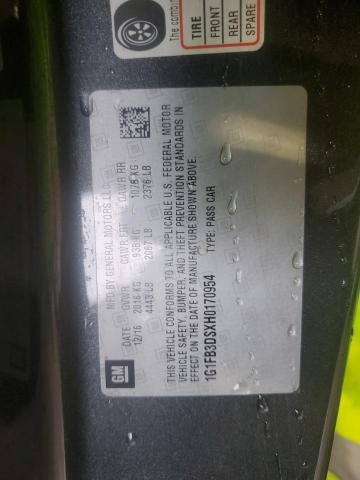 The combin
TIRE
FRONT
REAR
SPARE
GM
MFD BY GENERAL MOTORS LLC
DATE GVWR GAWR FRT GAWR RR
12/16 2016 KG 938 KG 1078 KG
4443 LB 2067 LB 2376 LB
THIS VEHICLE CONFORMS TO ALL APPLICABLE U.S. FEDERAL MOTOR
VEHICLE SAFETY, BUMPER, AND THEFT PREVENTION STANDARDS IN
EFFECT ON THE DATE OF MANUFACTURE SHOWN ABOVE.
1G1FB3DSXH0170954 TYPE: PASS CAR